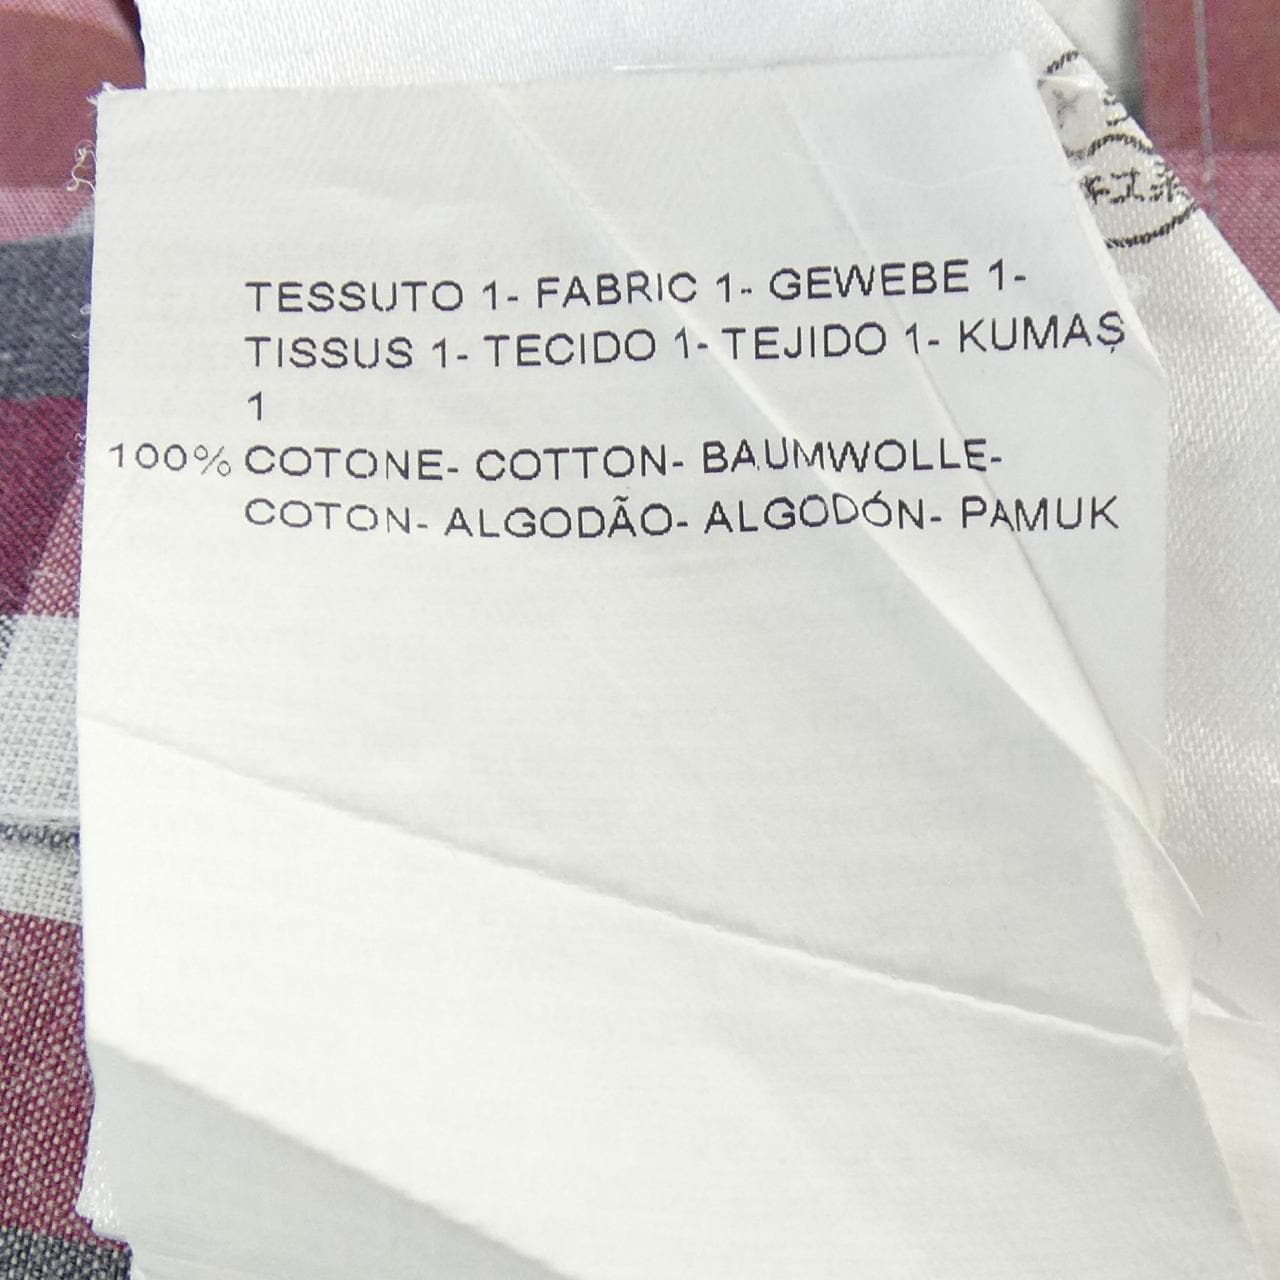 TESSUTO 1- FABRIC 1- GEWEBE 1-
TISSUS 1- TECIDO 1- TEJIDO 1- KUMAŞ
1
100% COTONE- COTTON- BAUMWOLLE-
COTON- ALGODÃO- ALGODÓN- PAMUK